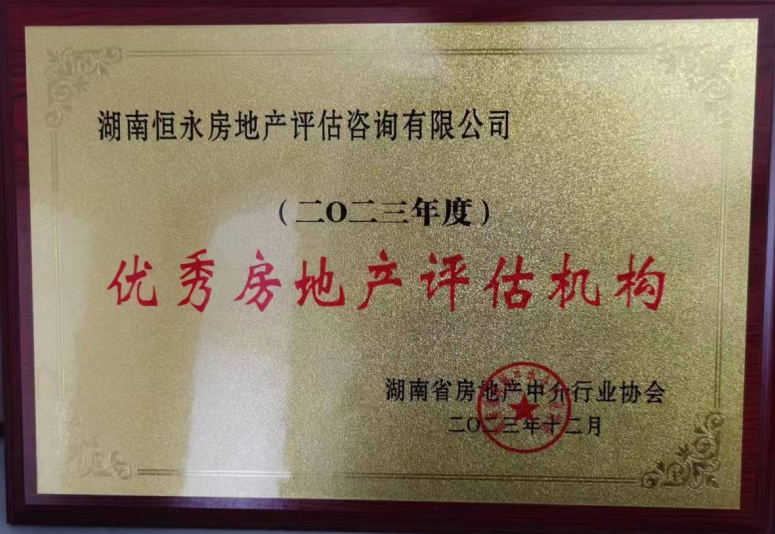 湖南恒永房地产评估咨询有限公司
（二O二三年度）
优秀房地产评估机构
湖南省房地产中介行业协会
二O二三年十二月